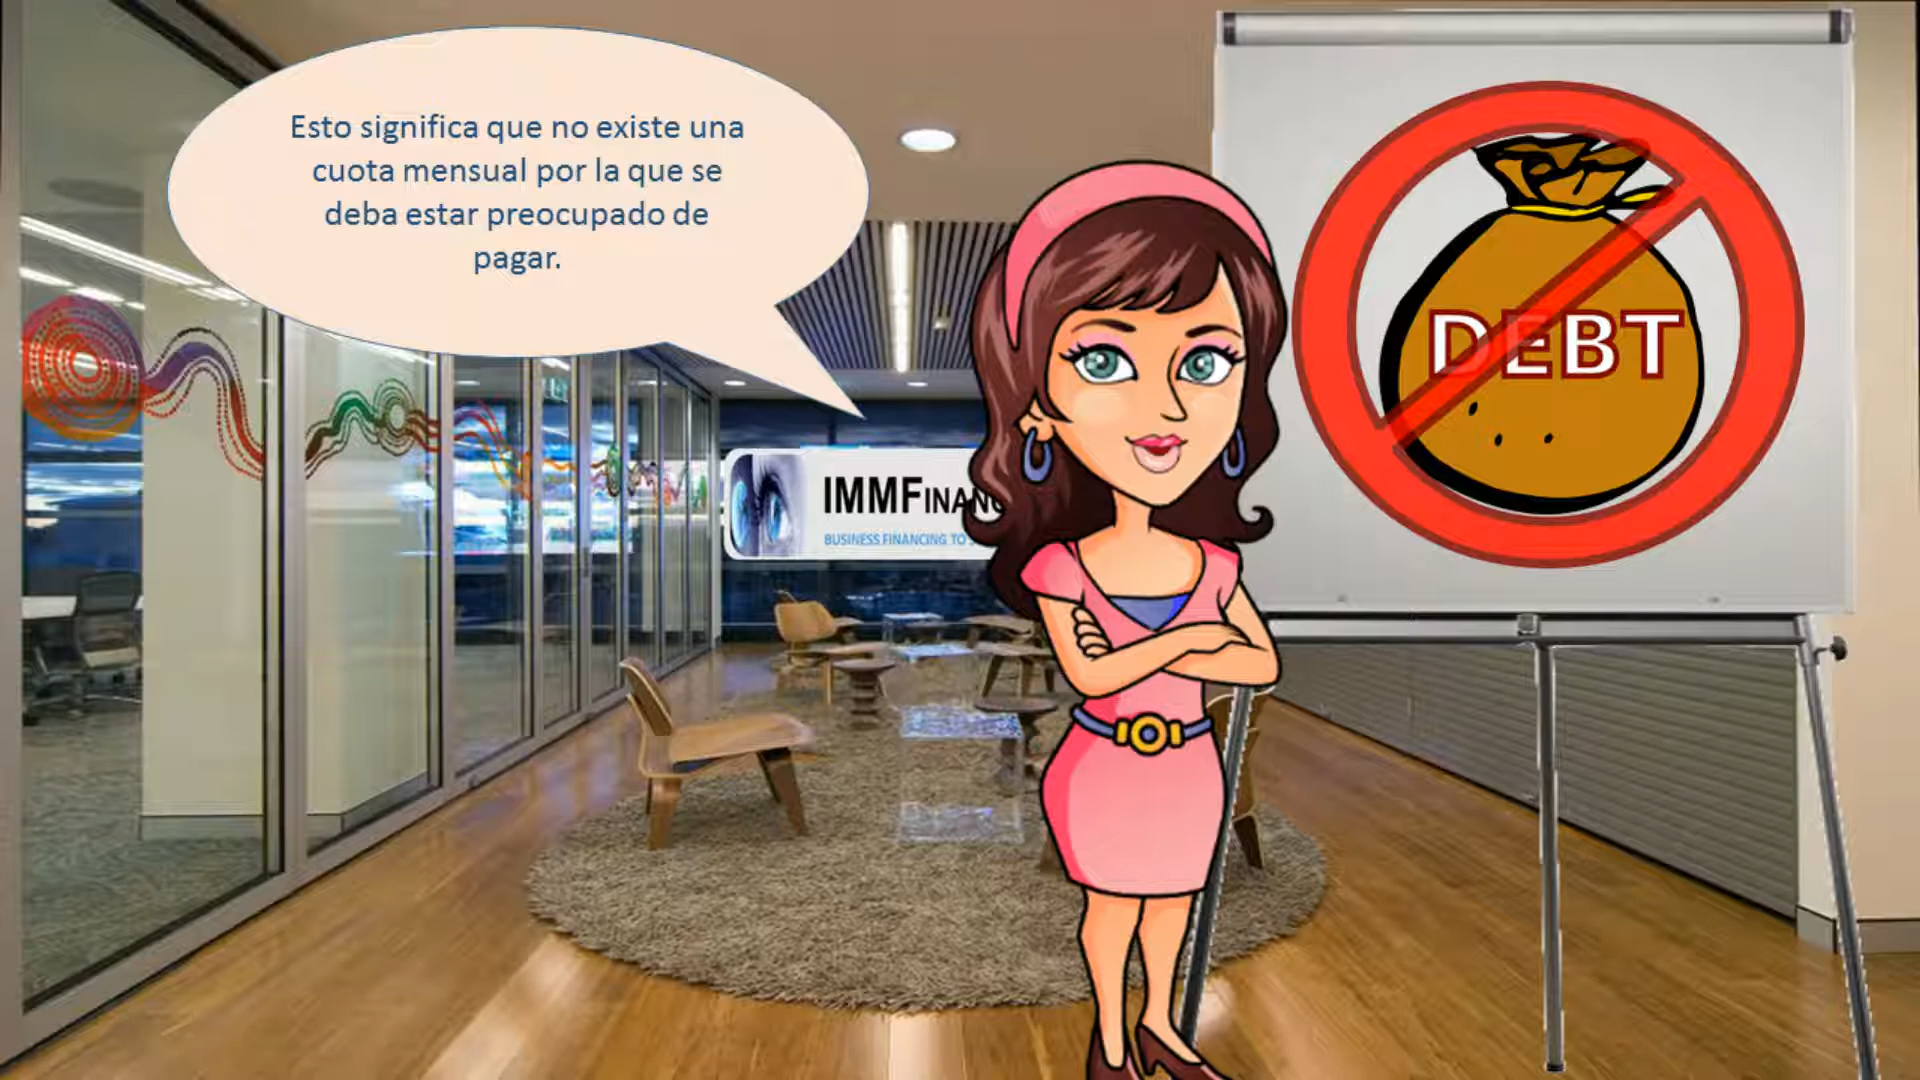 Esto significa que no existe una
cuota mensual por la que se
deba estar preocupado de
pagar.
DEBT
BUSINESS FINANCING TO